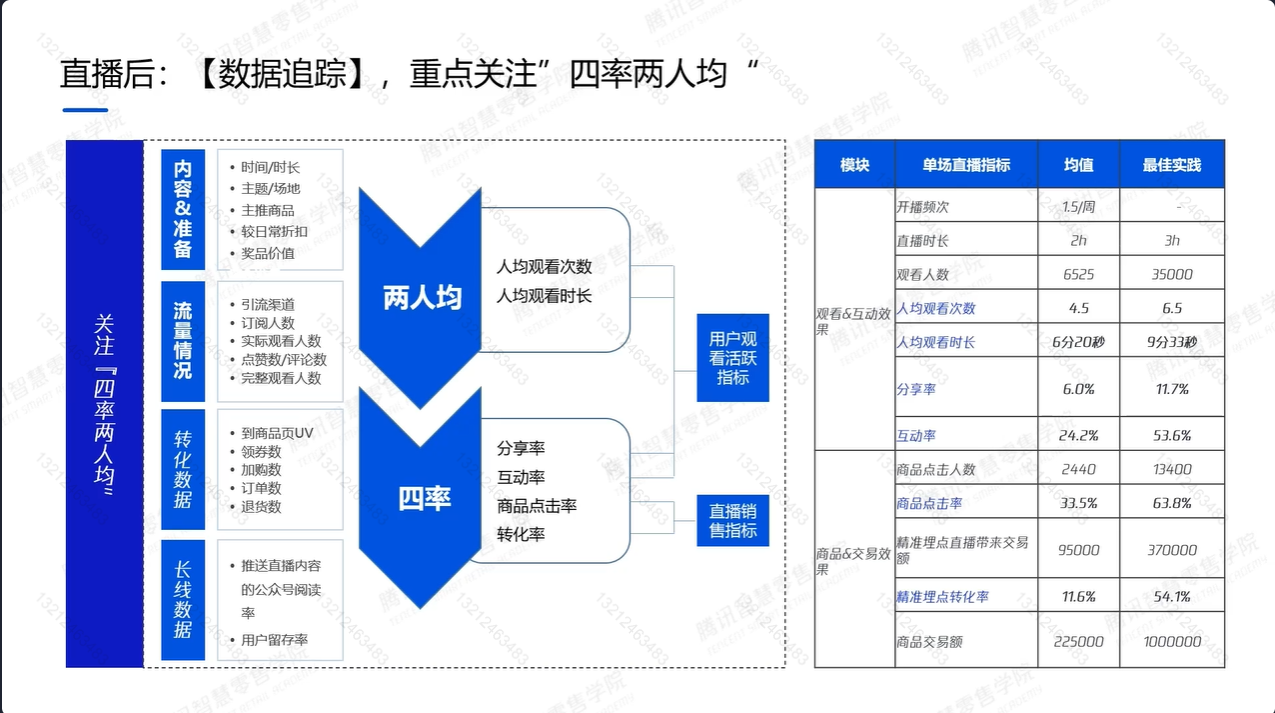 直播后：【数据追踪】，重点关注”四率两人均“
关注『四率两人均”
内容&准备
• 时间/时长
• 主题/场地
• 主推商品
• 较日常折扣
• 奖品价值
流量情况
• 引流渠道
• 订阅人数
• 实际观看人数
• 点赞数/评论数
• 完整观看人数
转化数据
• 到商品页UV
• 领券数
• 加购数
• 订单数
• 退货数
长线数据
• 推送直播内容
的公众号阅读
率
• 用户留存率
两人均
人均观看次数
人均观看时长
四率
分享率
互动率
商品点击率
转化率
用户观
看活跃
指标
直播销
售指标
模块 单场直播指标 均值 最佳实践
观看&互动效
果
开播频次 1.5/周 -
直播时长 2h 3h
观看人数 6525 35000
人均观看次数 4.5 6.5
人均观看时长 6分20秒 9分33秒
分享率 6.0% 11.7%
互动率 24.2% 53.6%
商品&交易效
果
商品点击人数 2440 13400
商品点击率 33.5% 63.8%
精准埋点直播带来交易
额 95000 370000
精准埋点转化率 11.6% 54.1%
商品交易额 225000 1000000
腾讯智慧零售学院
TENCENT SMART RETAIL ACADEMY
13212463483